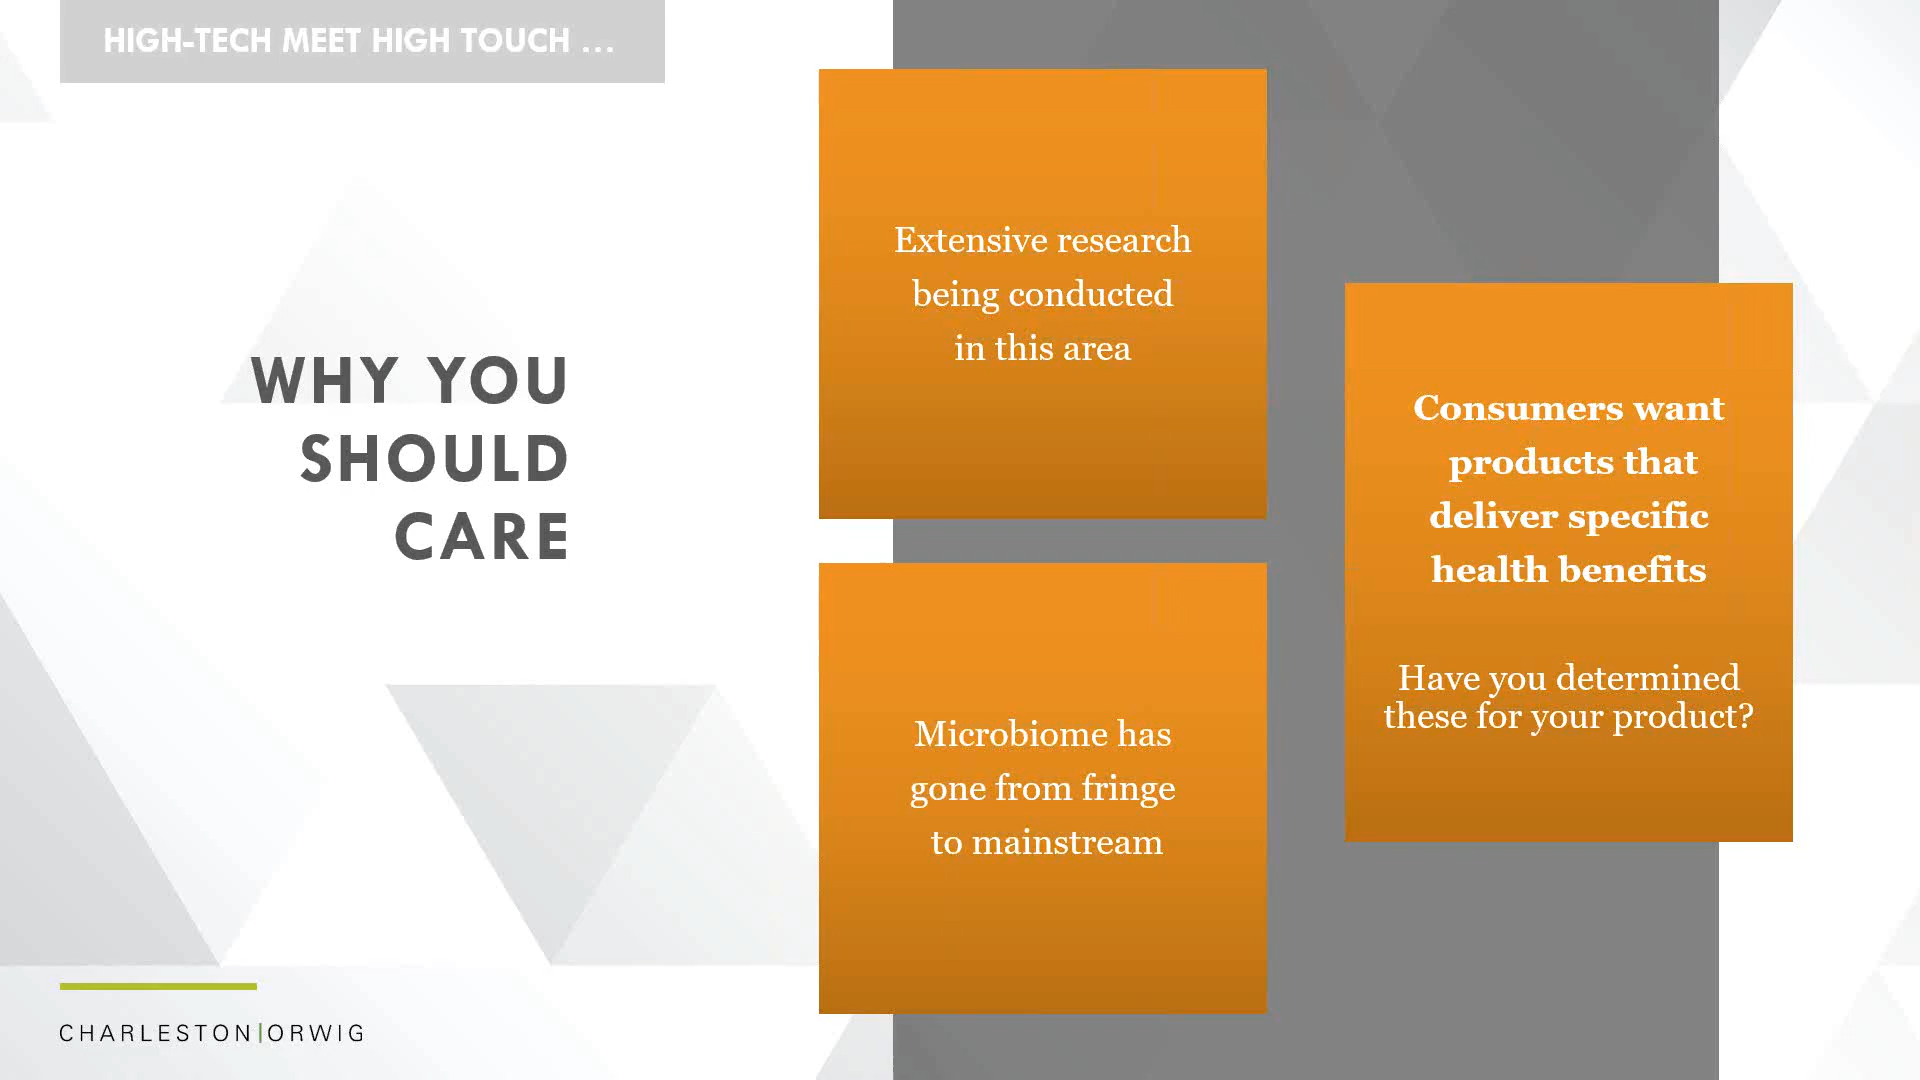 HIGH-TECH MEET HIGH TOUCH ...
WHY YOU
SHOULD
CARE
Extensive research
being conducted
in this area
Microbiome has
gone from fringe
to mainstream
Consumers want
products that
deliver specific
health benefits
Have you determined
these for your product?
CHARLESTON|ORWIG